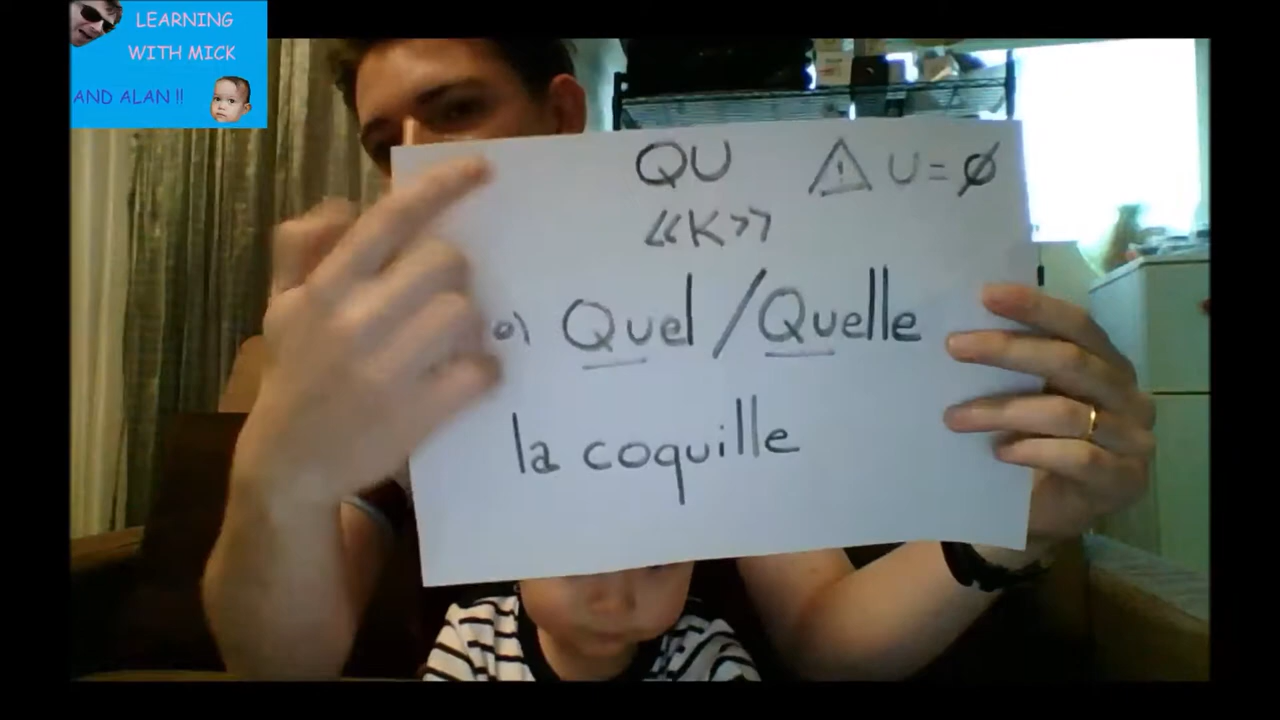 LEARNING
WITH MICK
AND ALAN !!
QU ⚠ U = ∅
«K»
Quel / Quelle
la coquille